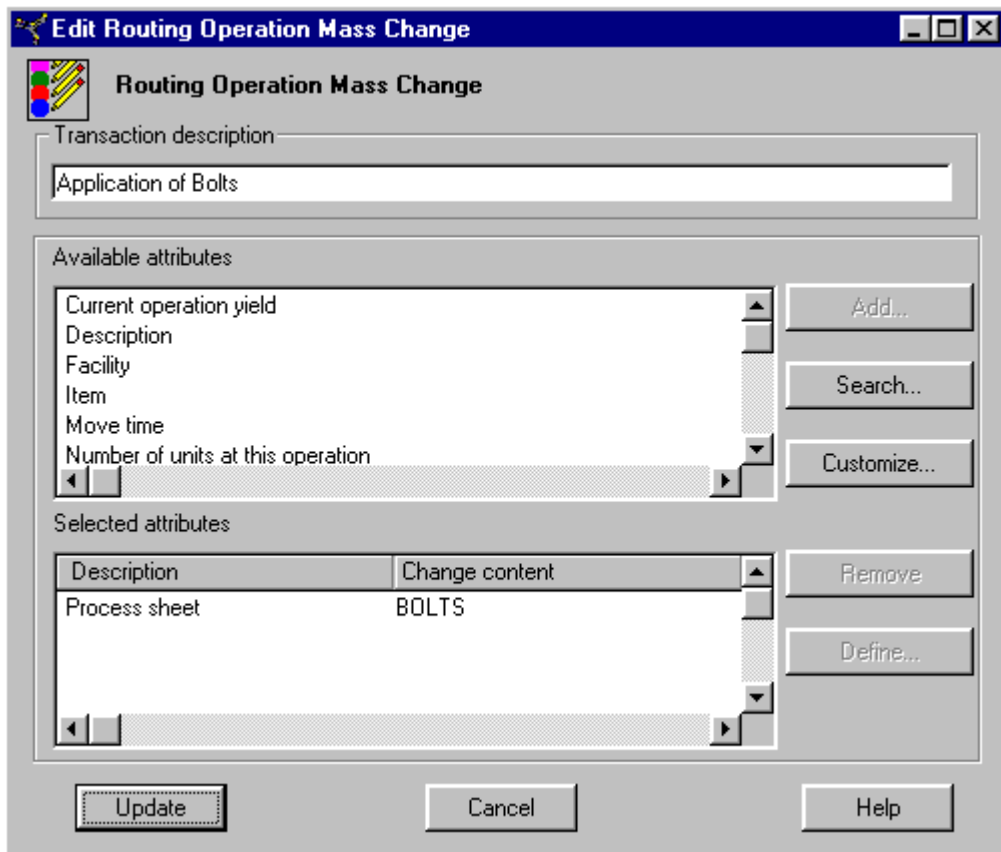 Edit Routing Operation Mass Change
Routing Operation Mass Change
Transaction description
Application of Bolts
Available attributes
Current operation yield
Description
Facility
Item
Move time
Number of units at this operation
Add...
Search...
Customize...
Selected attributes
Description Change content
Process sheet BOLTS
Remove
Define...
Update Cancel Help